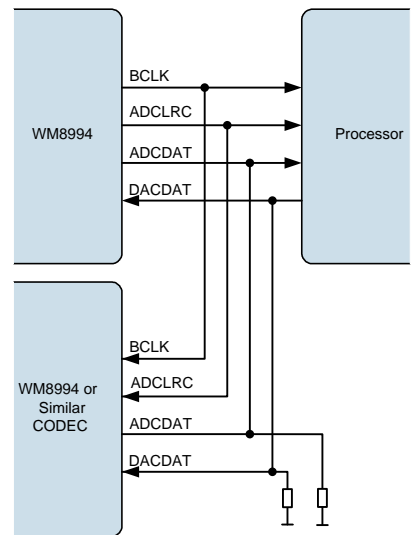 WM8994
BCLK
ADCLRC
ADCDAT
DACDAT
Processor
WM8994 or
Similar
CODEC
BCLK
ADCLRC
ADCDAT
DACDAT